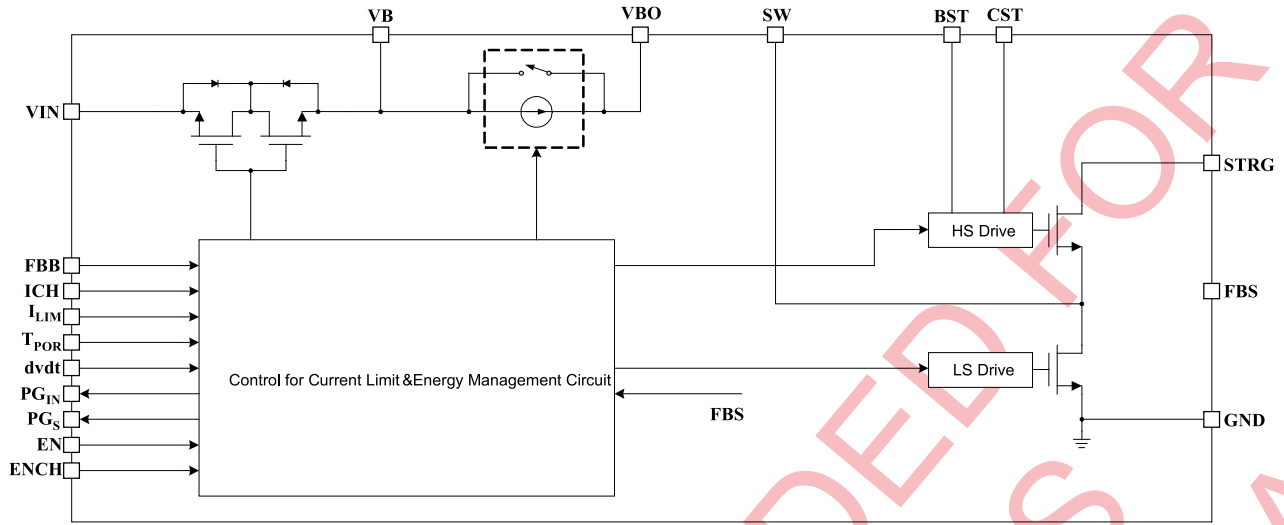 VB
VBO
SW
BST
CST
VIN
STRG
HS Drive
FBB
ICH
FBS
ILIM
TPOR
dvdt
LS Drive
Control for Current Limit &Energy Management Circuit
PGIN
FBS
PGS
GND
EN
ENCH
DED FOR
S
A